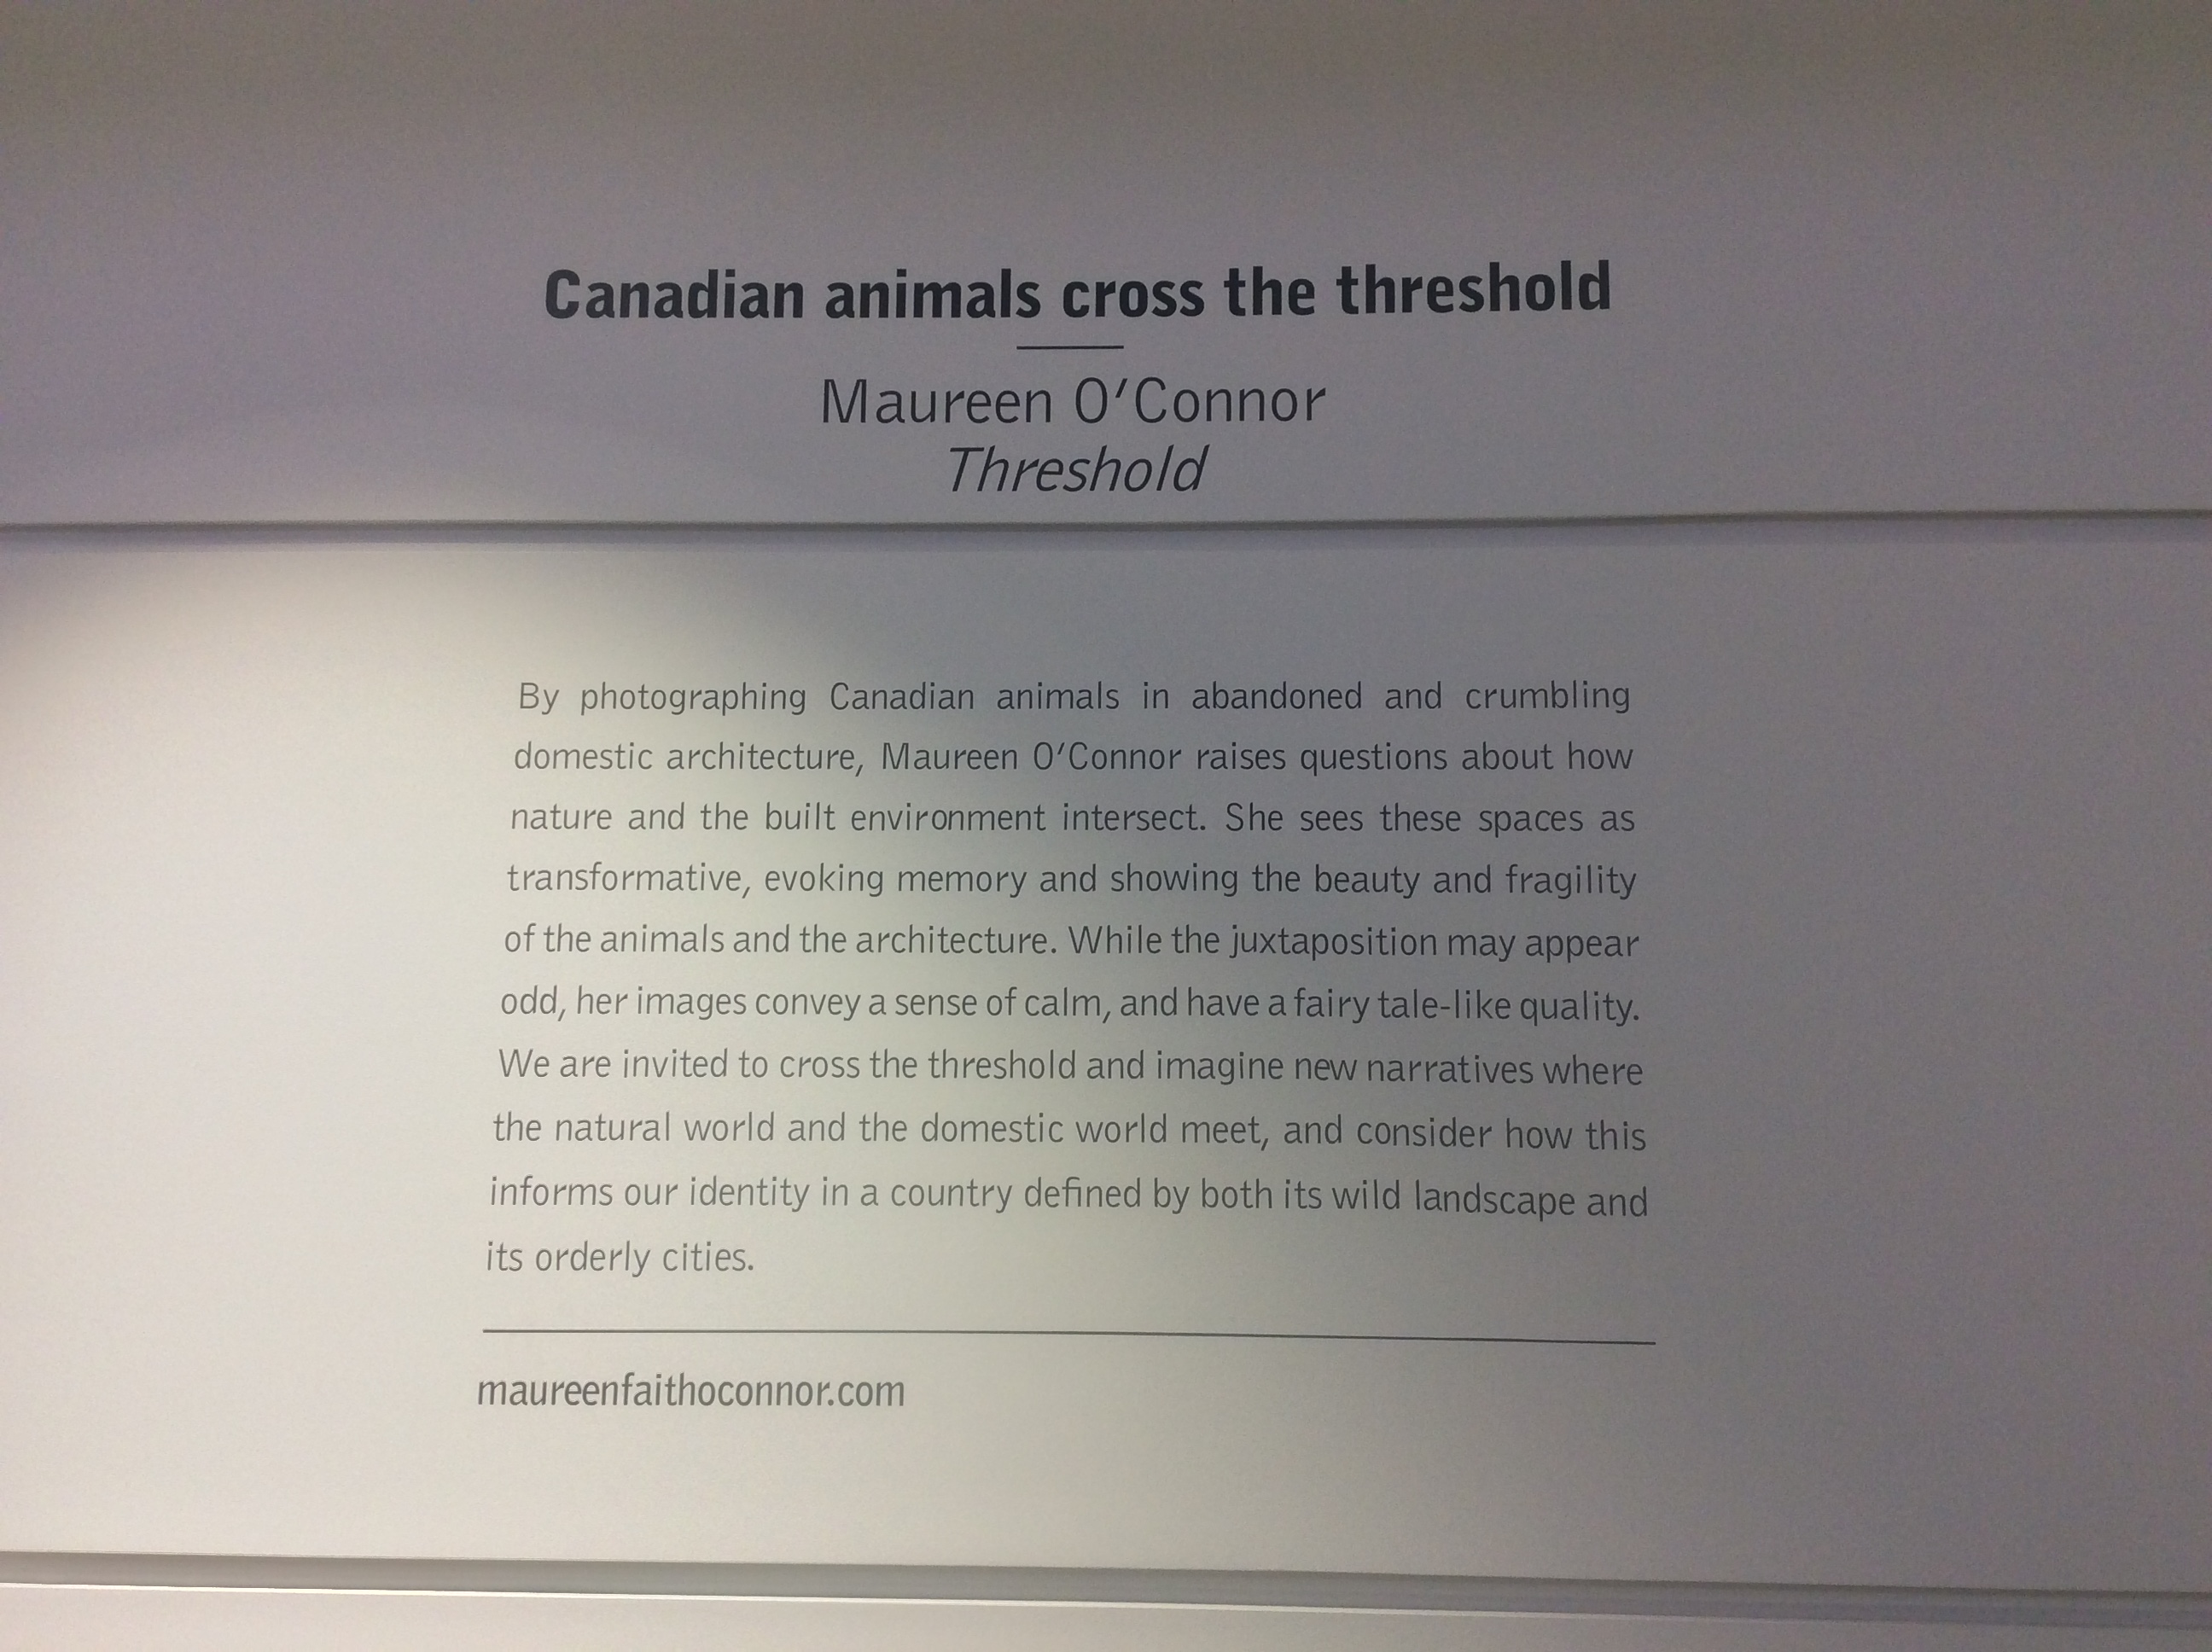 Canadian animals cross the threshold
Maureen O'Connor
Threshold
By photographing Canadian animals in abandoned and crumbling
domestic architecture, Maureen O'Connor raises questions about how
nature and the built environment intersect. She sees these spaces as
transformative, evoking memory and showing the beauty and fragility
of the animals and the architecture. While the juxtaposition may appear
odd, her images convey a sense of calm, and have a fairy tale-like quality.
We are invited to cross the threshold and imagine new narratives where
the natural world and the domestic world meet, and consider how this
informs our identity in a country defined by both its wild landscape and
its orderly cities.
maureenfaithoconnor.com